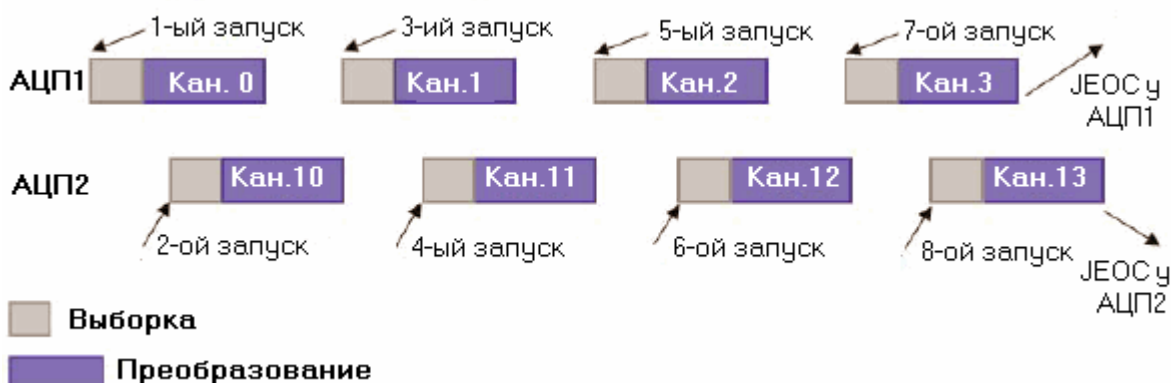 1-ый запуск
3-ий запуск
5-ый запуск
7-ой запуск
АЦП1
Кан. 0
Кан.1
Кан.2
Кан.3
JEOC у
АЦП1
АЦП2
Кан.10
Кан.11
Кан.12
Кан.13
2-ой запуск
4-ый запуск
6-ой запуск
8-ой запуск
JEOC у
АЦП2
Выборка
Преобразование